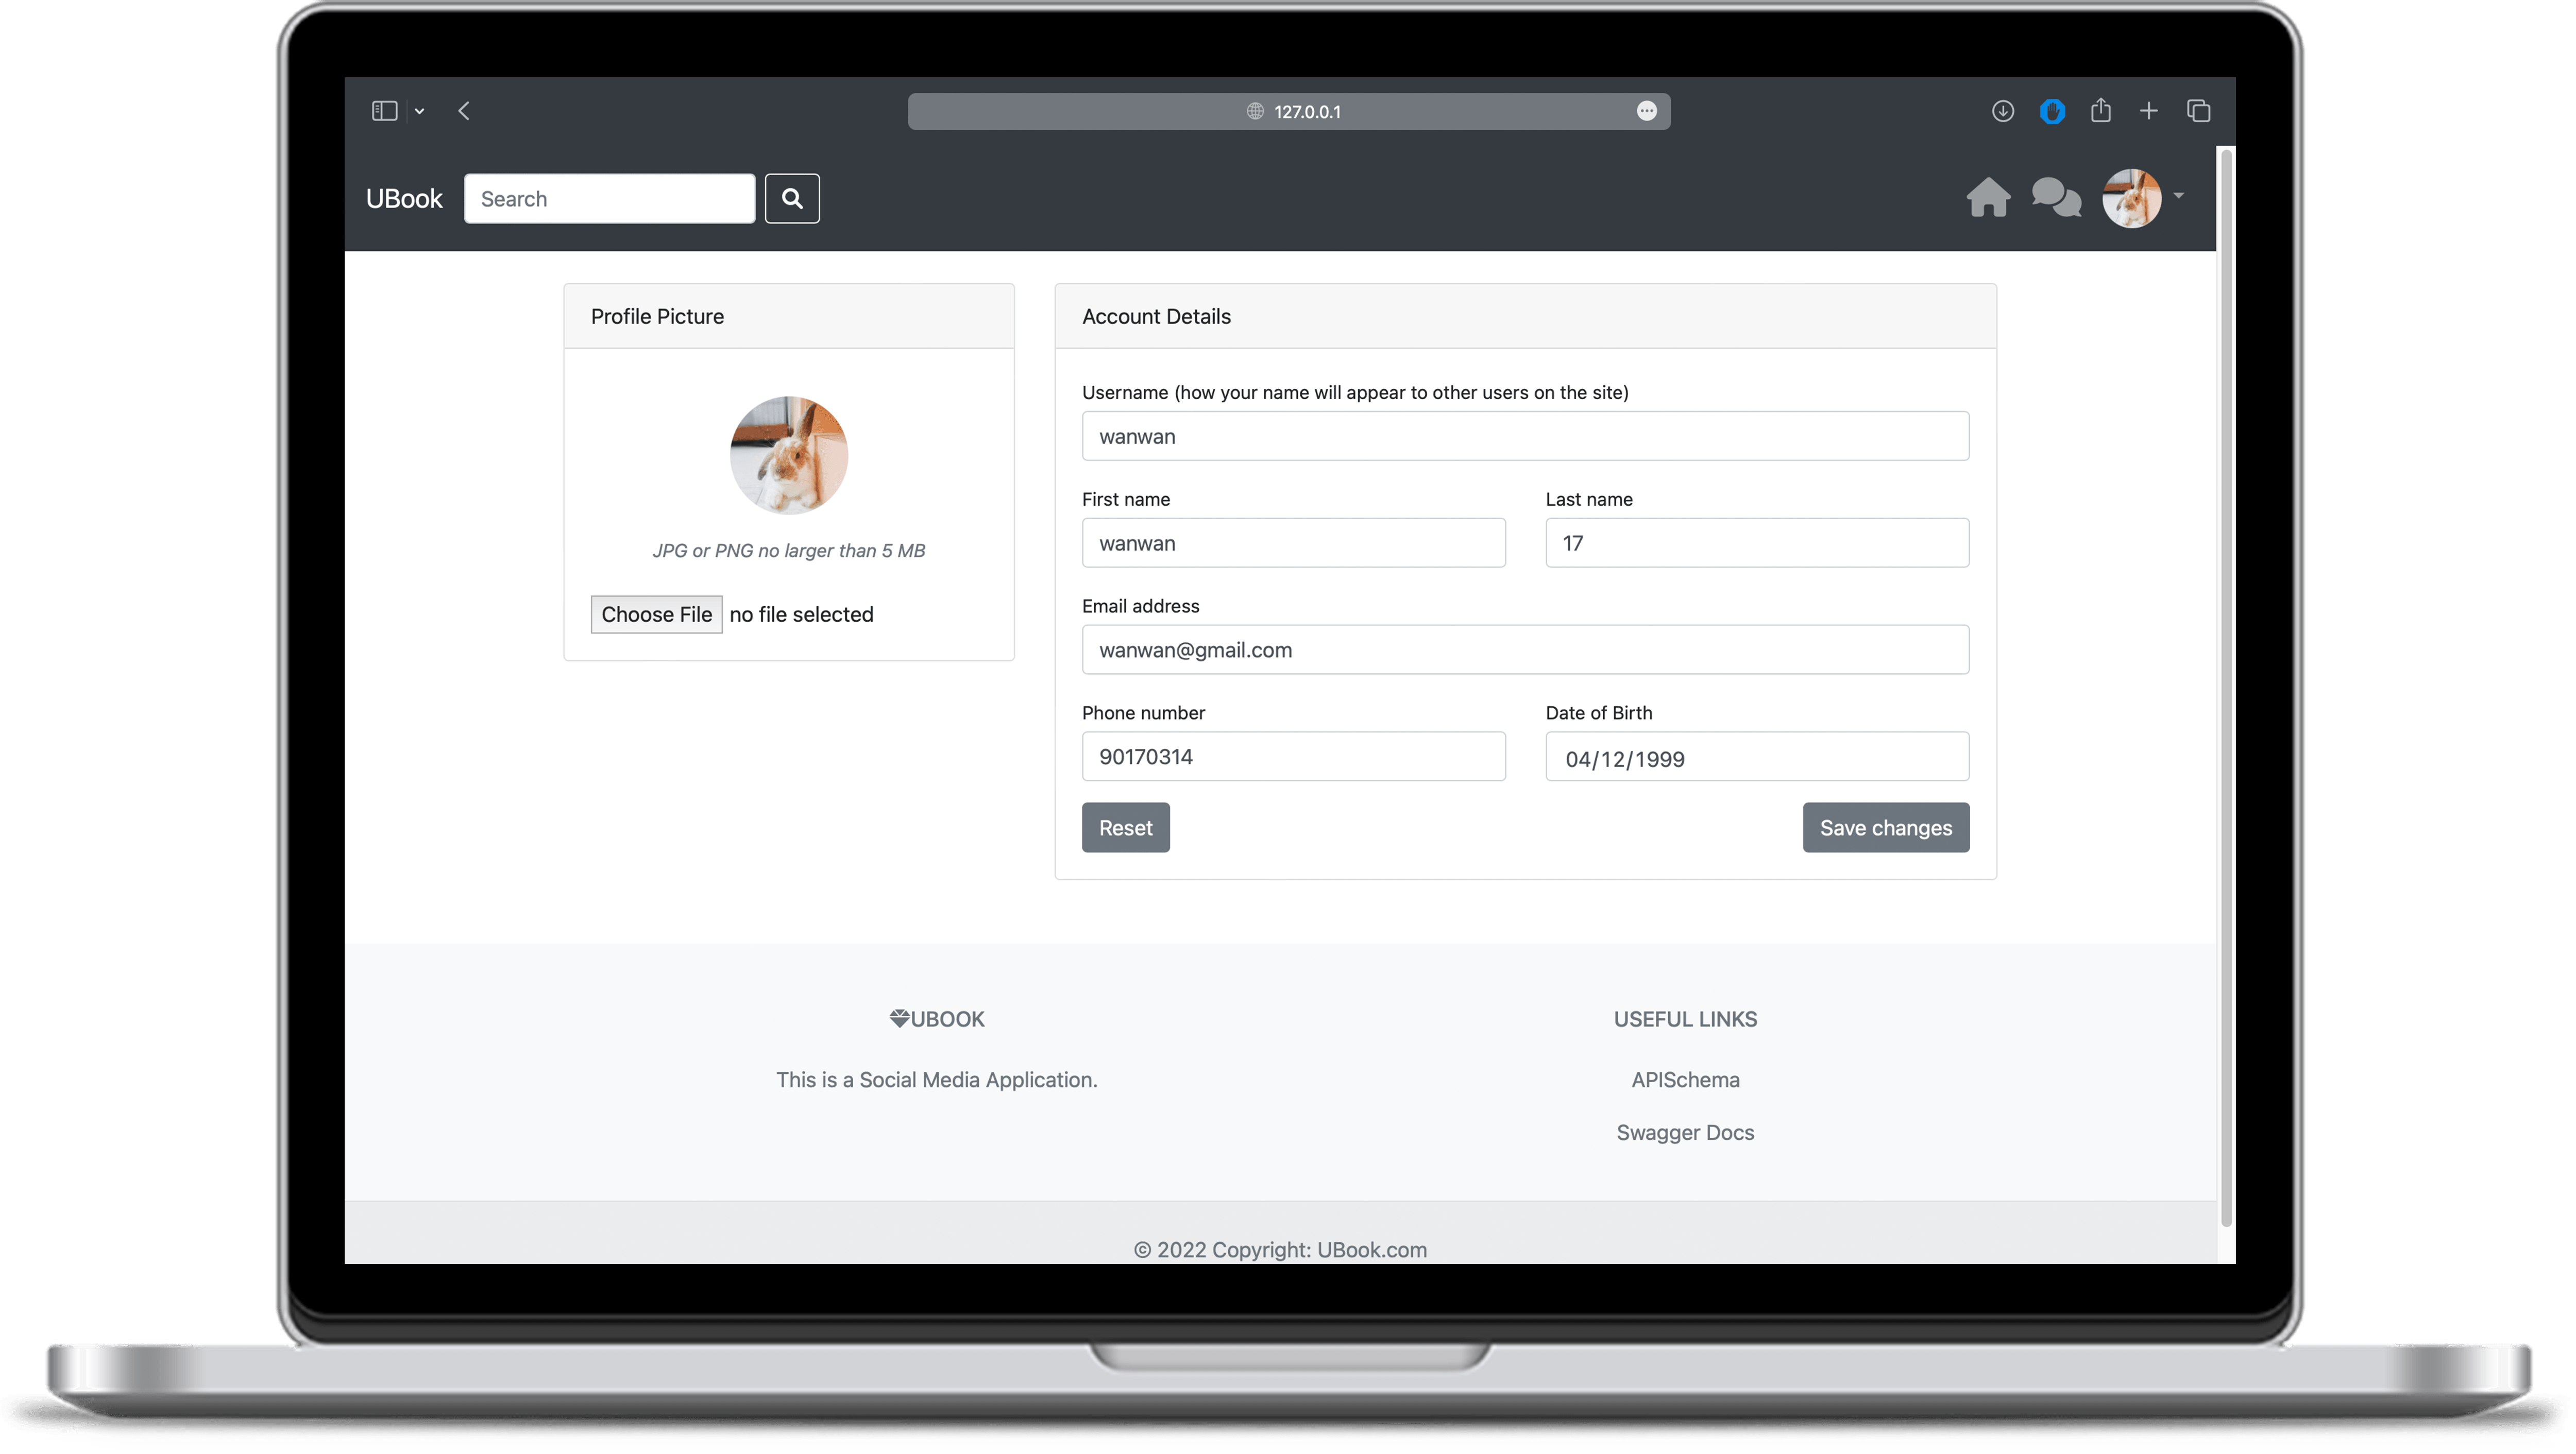 127.0.0.1
UBook
Search
Profile Picture
JPG or PNG no larger than 5 MB
Choose File no file selected
Account Details
Username (how your name will appear to other users on the site)
wanwan
First name
Last name
wanwan
17
Email address
wanwan@gmail.com
Phone number
Date of Birth
90170314
04/12/1999
Reset
Save changes
UBOOK
USEFUL LINKS
This is a Social Media Application.
APISchema
Swagger Docs
© 2022 Copyright: UBook.com